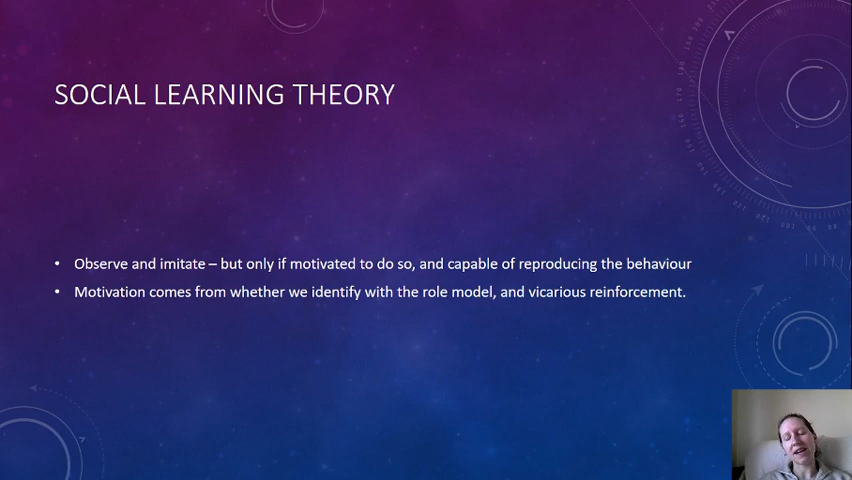 SOCIAL LEARNING THEORY
• Observe and imitate – but only if motivated to do so, and capable of reproducing the behaviour
• Motivation comes from whether we identify with the role model, and vicarious reinforcement.